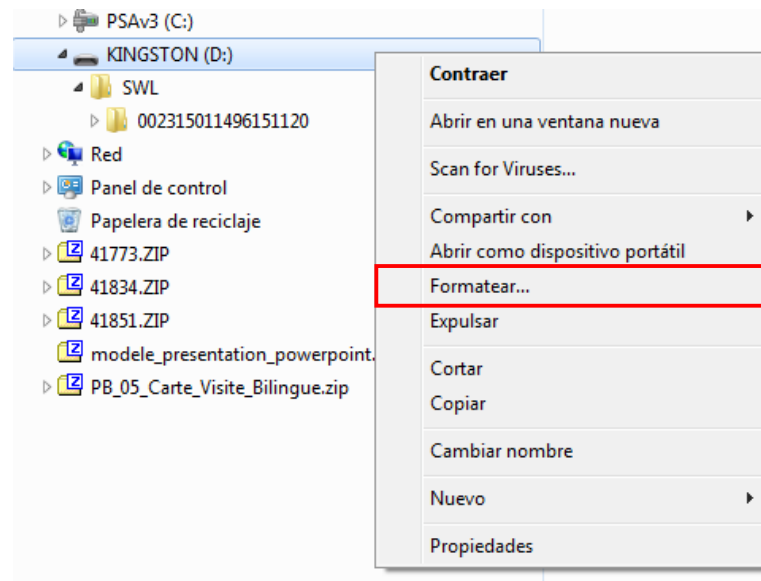 PSAv3 (C:)
KINGSTON (D:)
SWL
002315011496151120
Red
Panel de control
Papelera de reciclaje
41773.ZIP
41834.ZIP
41851.ZIP
modele_presentation_powerpoint.
PB_05_Carte_Visite_Bilingue.zip
Contraer
Abrir en una ventana nueva
Scan for Viruses...
Compartir con
Abrir como dispositivo portátil
Formatear...
Expulsar
Cortar
Copiar
Cambiar nombre
Nuevo
Propiedades